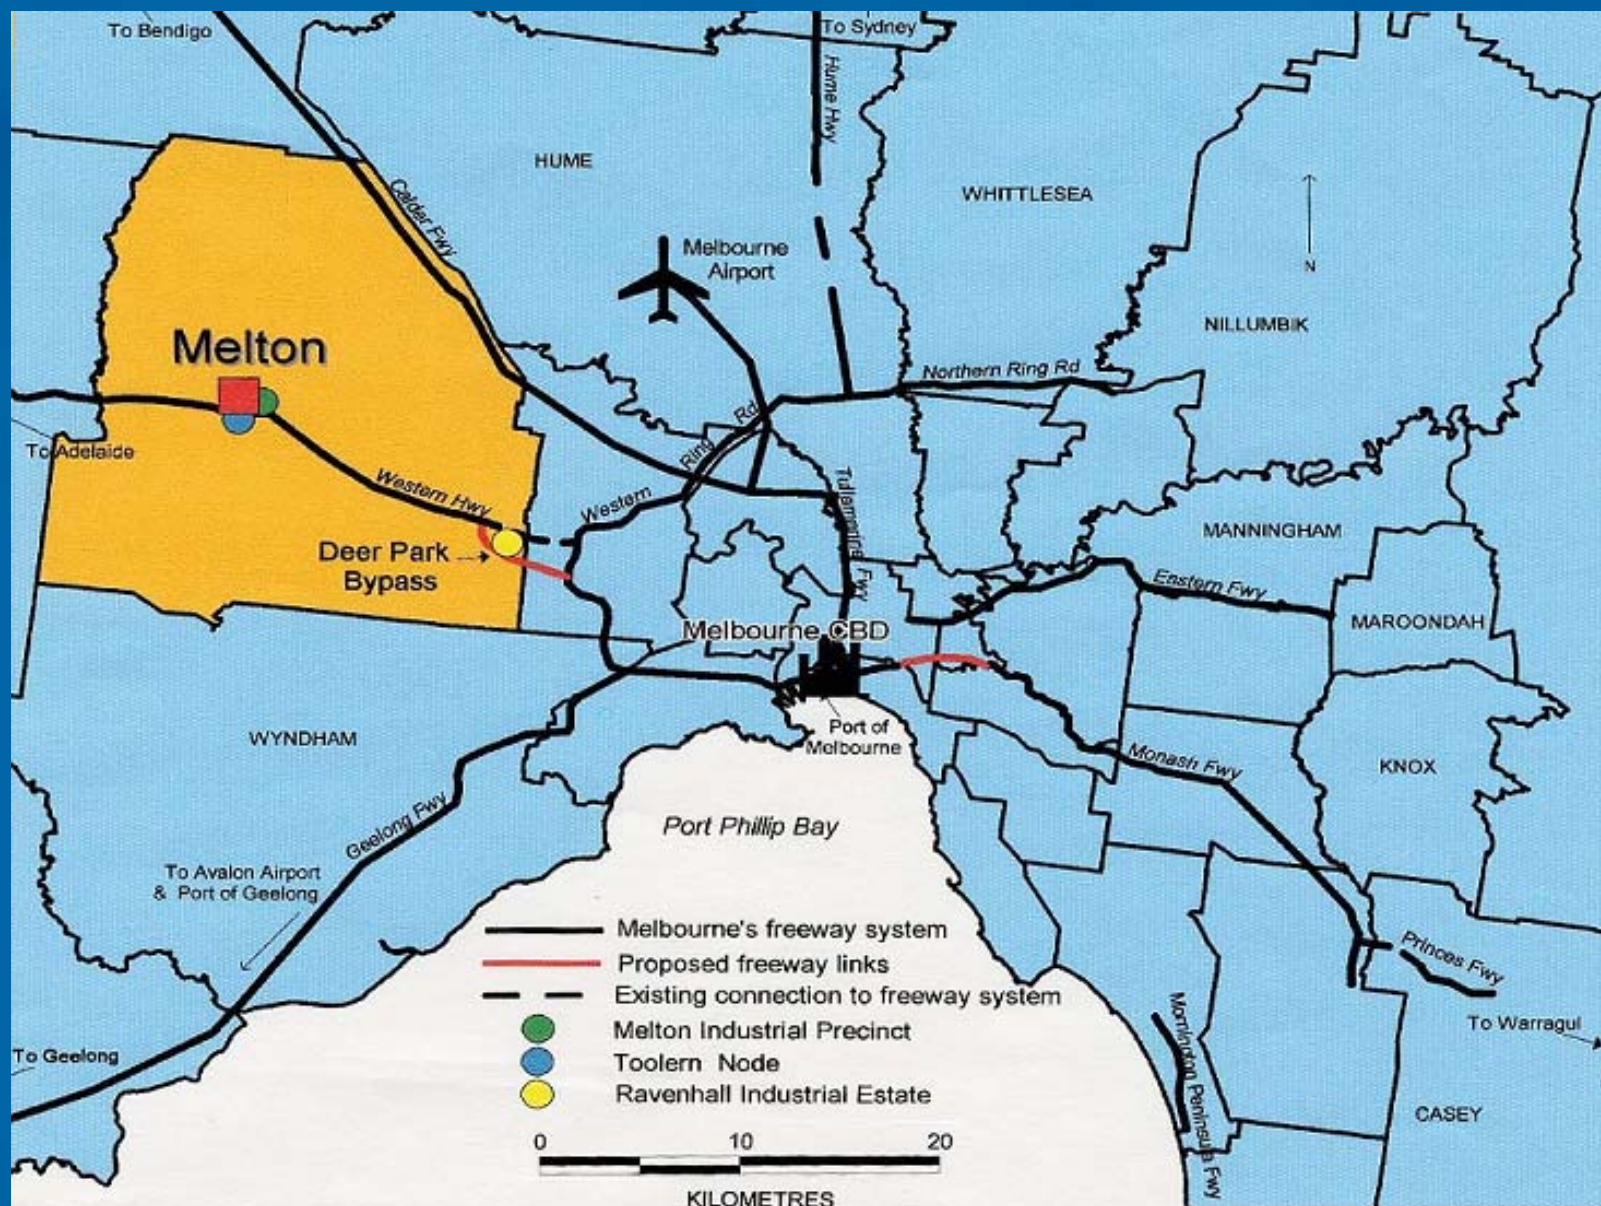 To Bendigo
To Sydney
Hume Hwy
HUME
WHITTLESEA
Calder Fwy
Melbourne
Airport
N
NILLUMBIK
Melton
Northern Ring Rd
To Adelaide
Western Hwy
Western Ring Rd
Tullamarine Fwy
MANNINGHAM
Deer Park
Bypass
Eastern Fwy
MAROONDAH
Melbourne CBD
Port of
Melbourne
WYNDHAM
Monash Fwy
KNOX
Geelong Fwy
Port Phillip Bay
To Avalon Airport
& Port of Geelong
Melbourne's freeway system
Proposed freeway links
Existing connection to freeway system
Princes Fwy
Melton Industrial Precinct
To Warragul
To Geelong
Toolern Node
Ravenhall Industrial Estate
Mornington Peninsula Fwy
CASEY
0 10 20
KILOMETRES